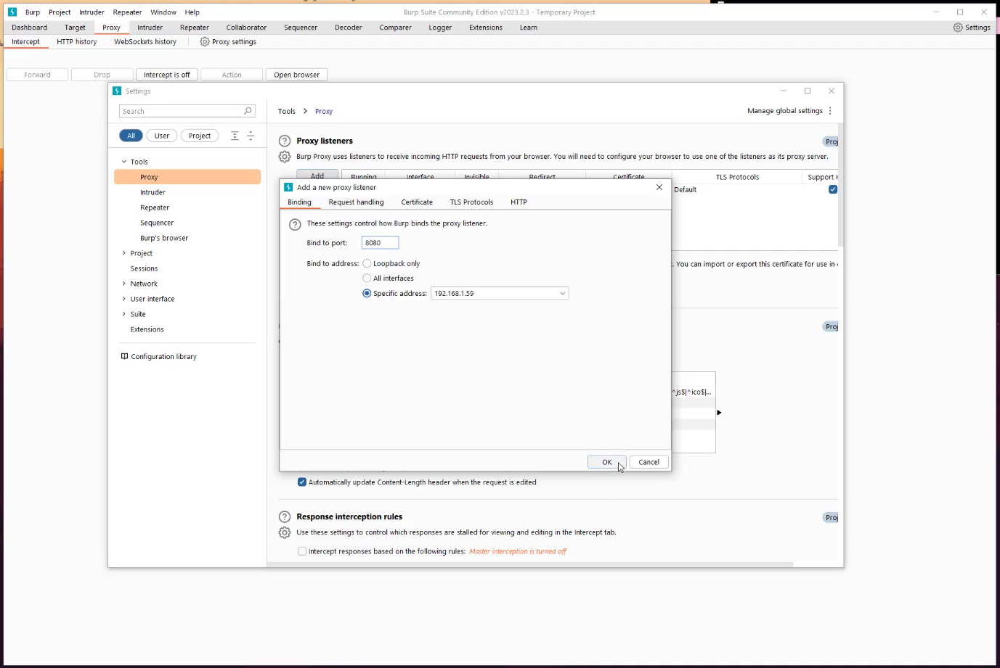 Burp Project Intruder Repeater Window Help
Burp Suite Community Edition v2023.2.3 - Temporary Project
Dashboard Target Proxy Intruder Repeater Collaborator Sequencer Decoder Comparer Logger Extensions Learn Settings
Intercept HTTP history WebSockets history Proxy settings
Forward Drop Intercept is off Action Open browser
Settings
Search
Tools > Proxy
Manage global settings
All User Project
Proxy listeners
Proj
Burp Proxy uses listeners to receive incoming HTTP requests from your browser. You will need to configure your browser to use one of the listeners as its proxy server.
Tools
Proxy
Intruder
Repeater
Sequencer
Burp's browser
Project
Sessions
Network
User interface
Suite
Extensions
Configuration library
Add Running Interface Invisible Redirect Certificate TLS Protocols Support H
Default
Add a new proxy listener
Binding Request handling Certificate TLS Protocols HTTP
These settings control how Burp binds the proxy listener.
Bind to port: 8080
Bind to address: Loopback only
All interfaces
Specific address: 192.168.1.59
OK Cancel
. You can import or export this certificate for use in
Proj
^js$|^ico$|...
Automatically update Content-Length header when the request is edited
Response interception rules
Proj
Use these settings to control which responses are stalled for viewing and editing in the Intercept tab.
Intercept responses based on the following rules: Master interception is turned off